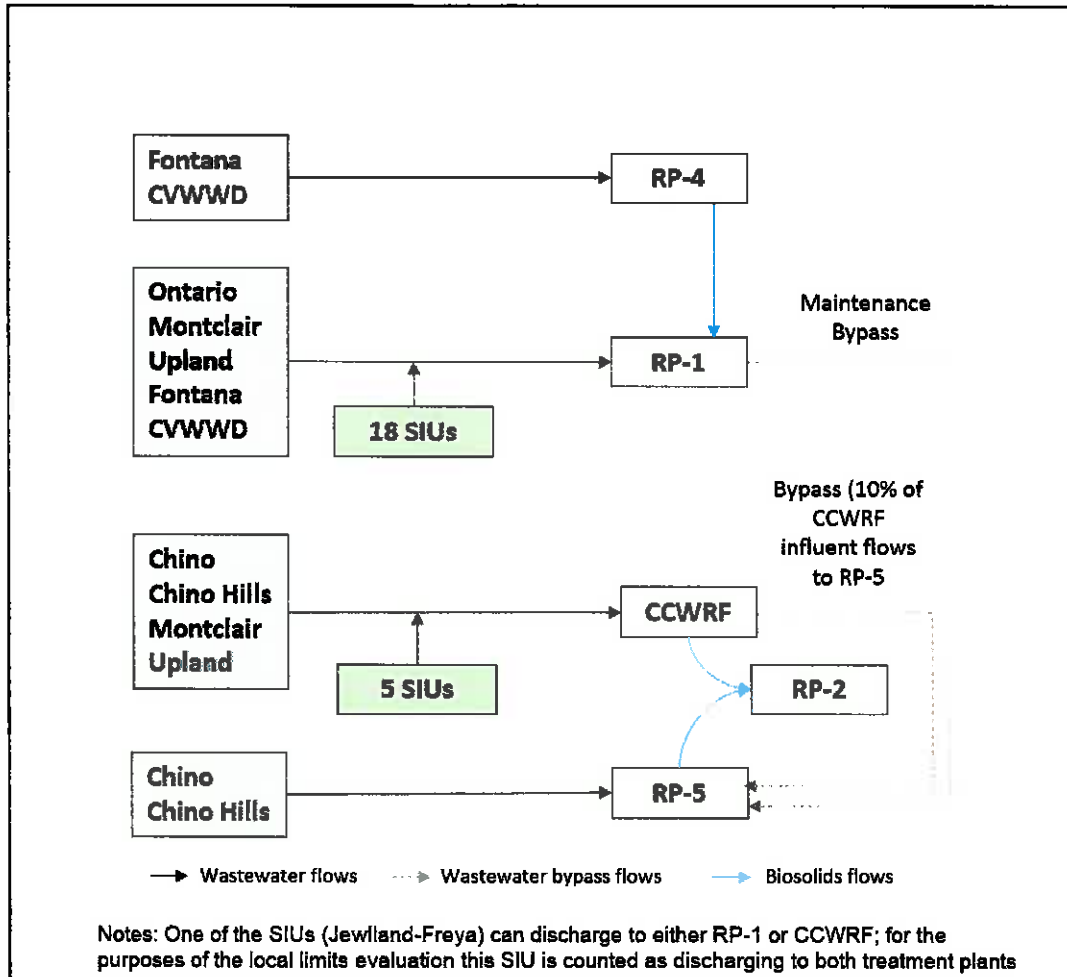 Fontana
CVWWD
RP-4
Ontario
Montclair
Upland
Fontana
CVWWD
18 SIUs
RP-1
Maintenance
Bypass
Chino
Chino Hills
Montclair
Upland
5 SIUs
CCWRF
Bypass (10% of
CCWRF
influent flows
to RP-5
RP-2
Chino
Chino Hills
RP-5
Wastewater flows
Wastewater bypass flows
Biosolids flows
Notes: One of the SIUs (Jewlland-Freya) can discharge to either RP-1 or CCWRF; for the
purposes of the local limits evaluation this SIU is counted as discharging to both treatment plants